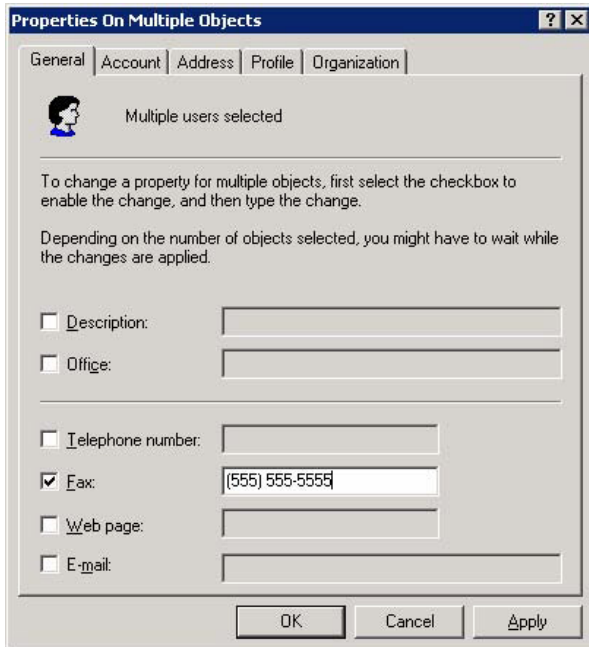 Properties On Multiple Objects
General Account Address Profile Organization
Multiple users selected
To change a property for multiple objects, first select the checkbox to
enable the change, and then type the change.
Depending on the number of objects selected, you might have to wait while
the changes are applied.
Description:
Office:
Telephone number:
Fax: (555) 555-5555
Web page:
E-mail:
OK Cancel Apply